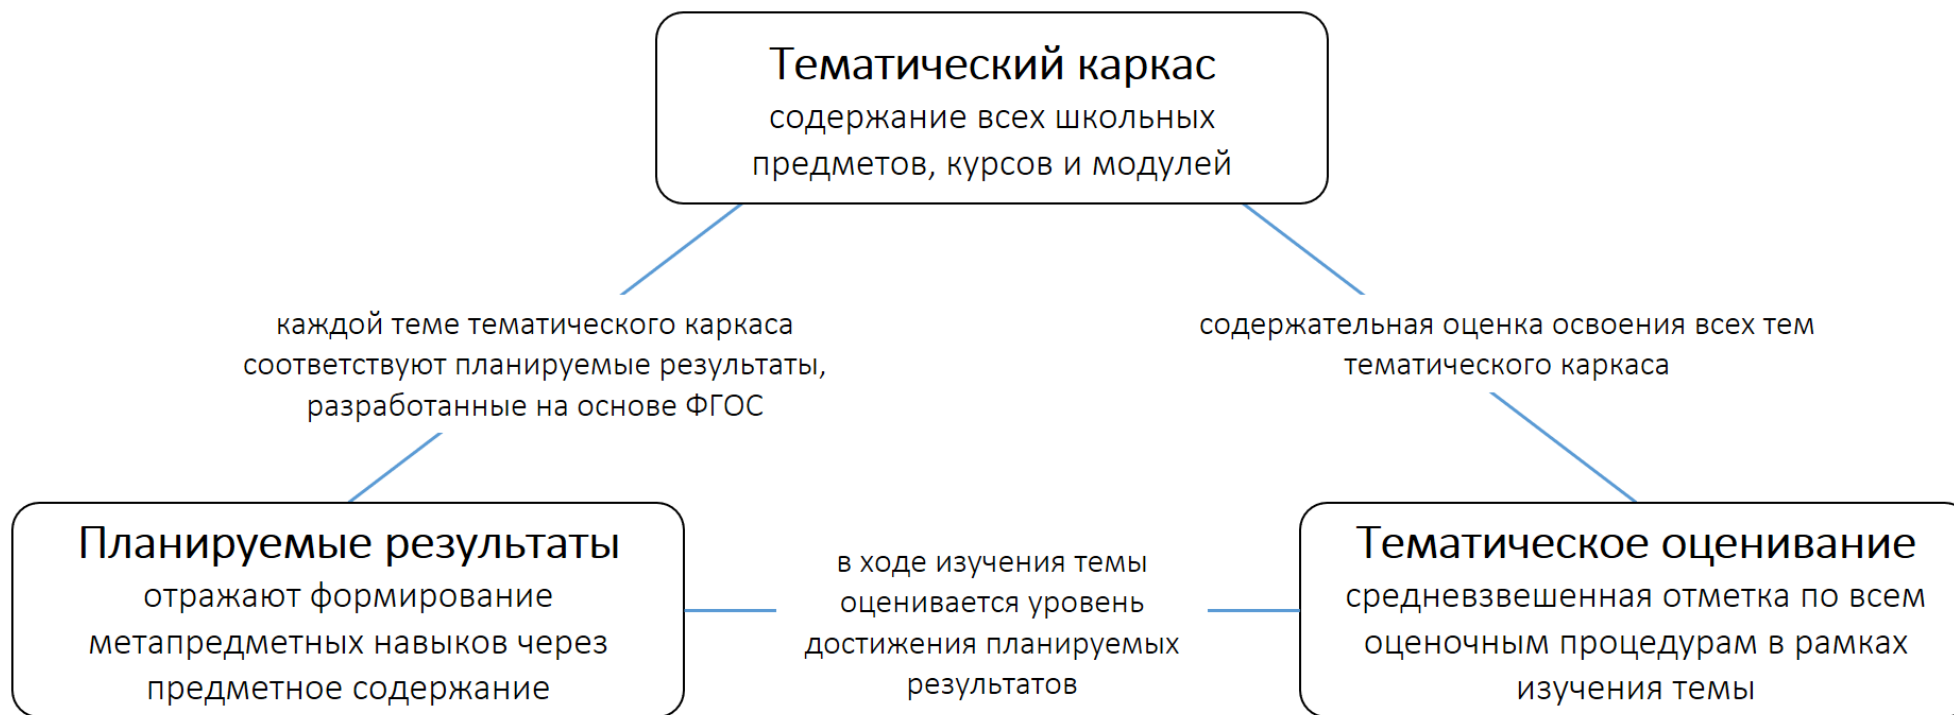 Тематический каркас
содержание всех школьных
предметов, курсов и модулей
каждой теме тематического каркаса
соответствуют планируемые результаты,
разработанные на основе ФГОС
содержательная оценка освоения всех тем
тематического каркаса
Планируемые результаты
отражают формирование
метапредметных навыков через
предметное содержание
в ходе изучения темы
оценивается уровень
достижения планируемых
результатов
Тематическое оценивание
средневзвешенная отметка по всем
оценочным процедурам в рамках
изучения темы